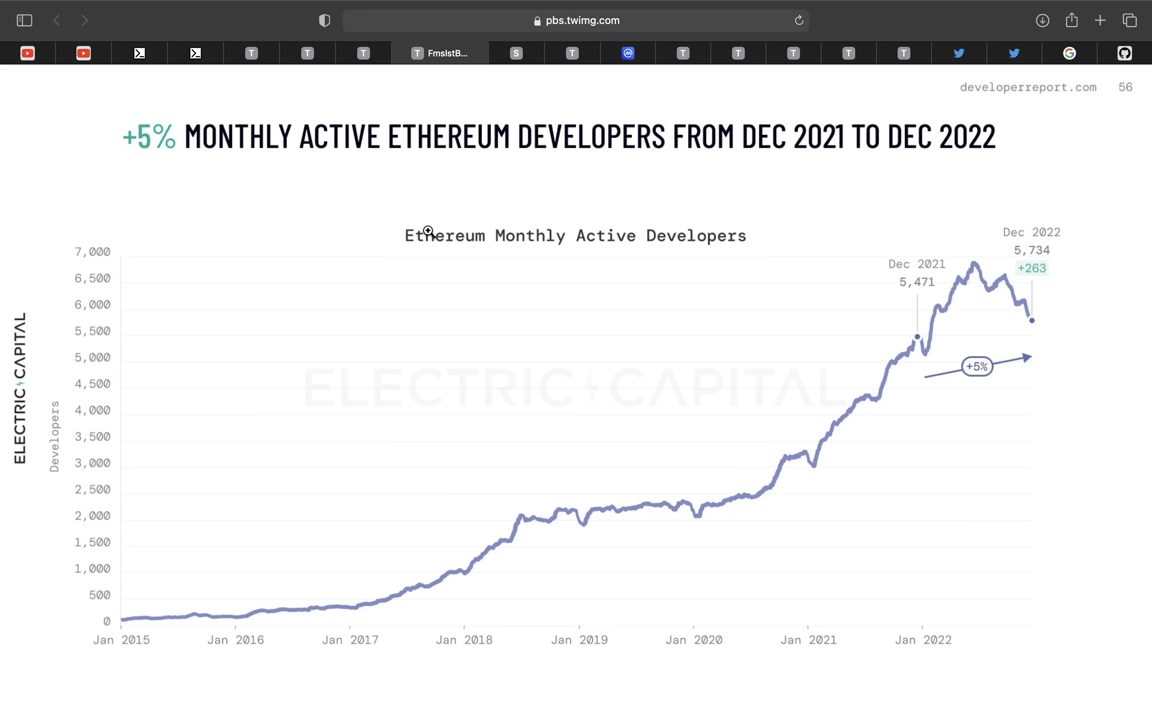 pbs.twimg.com
FmsIstB...
developerreport.com 56
+5% MONTHLY ACTIVE ETHEREUM DEVELOPERS FROM DEC 2021 TO DEC 2022
Ethereum Monthly Active Developers
Dec 2022
5,734
+263
Dec 2021
5,471
7,000
6,500
6,000
5,500
5,000
4,500
4,000
3,500
3,000
2,500
2,000
1,500
1,000
500
0
+5%
ELECTRIC CAPITAL
ELECTRIC CAPITAL
Developers
Jan 2015 Jan 2016 Jan 2017 Jan 2018 Jan 2019 Jan 2020 Jan 2021 Jan 2022